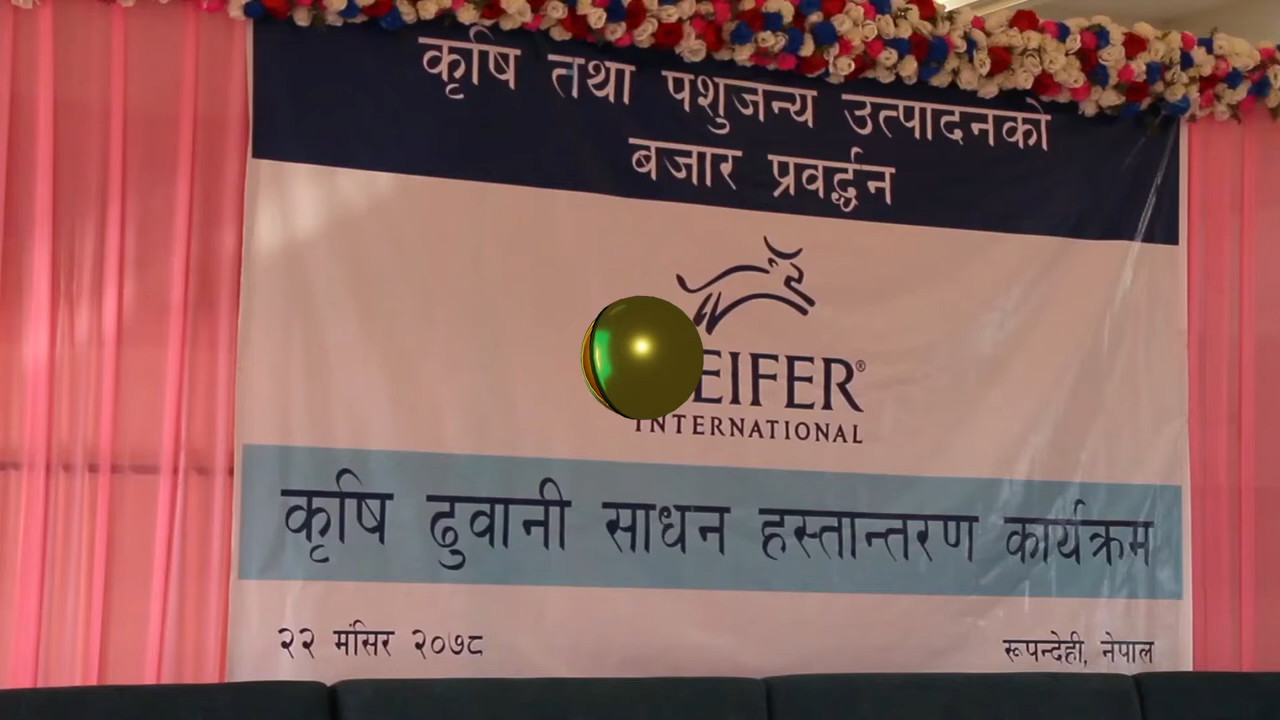 कृषि तथा पशुजन्य उत्पादनको
बजार प्रवर्द्धन
EIFER®
INTERNATIONAL
कृषि ढुवानी साधन हस्तान्तरण कार्यक्रम
२२ मंसिर २०७८
रूपन्देही, नेपाल